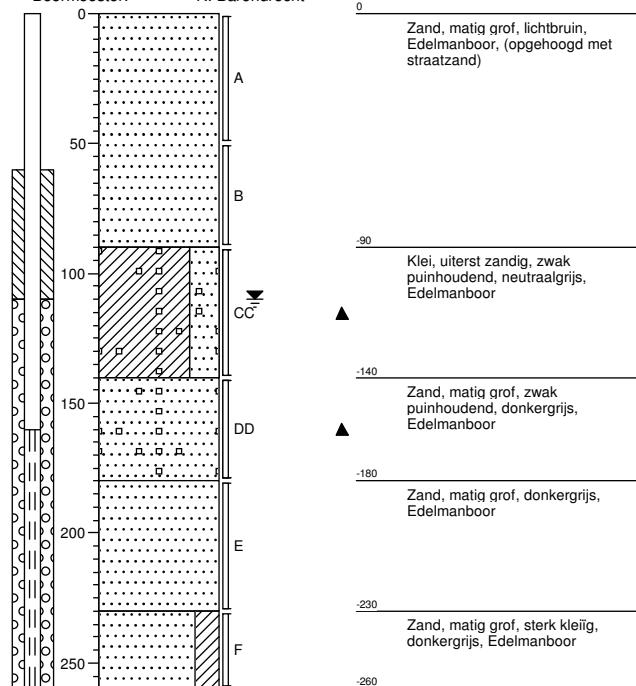 0
50
100
150
200
250
A
B
CC
DD
E
F
0
Zand, matig grof, lichtbruin,
Edelmanboor, (opgehoogd met
straatzand)
-90
Klei, uiterst zandig, zwak
puinhoudend, neutraalgrijs,
Edelmanboor
-140
Zand, matig grof, zwak
puinhoudend, donkergrijs,
Edelmanboor
-180
Zand, matig grof, donkergrijs,
Edelmanboor
-230
Zand, matig grof, sterk kleiïg,
donkergrijs, Edelmanboor
-260